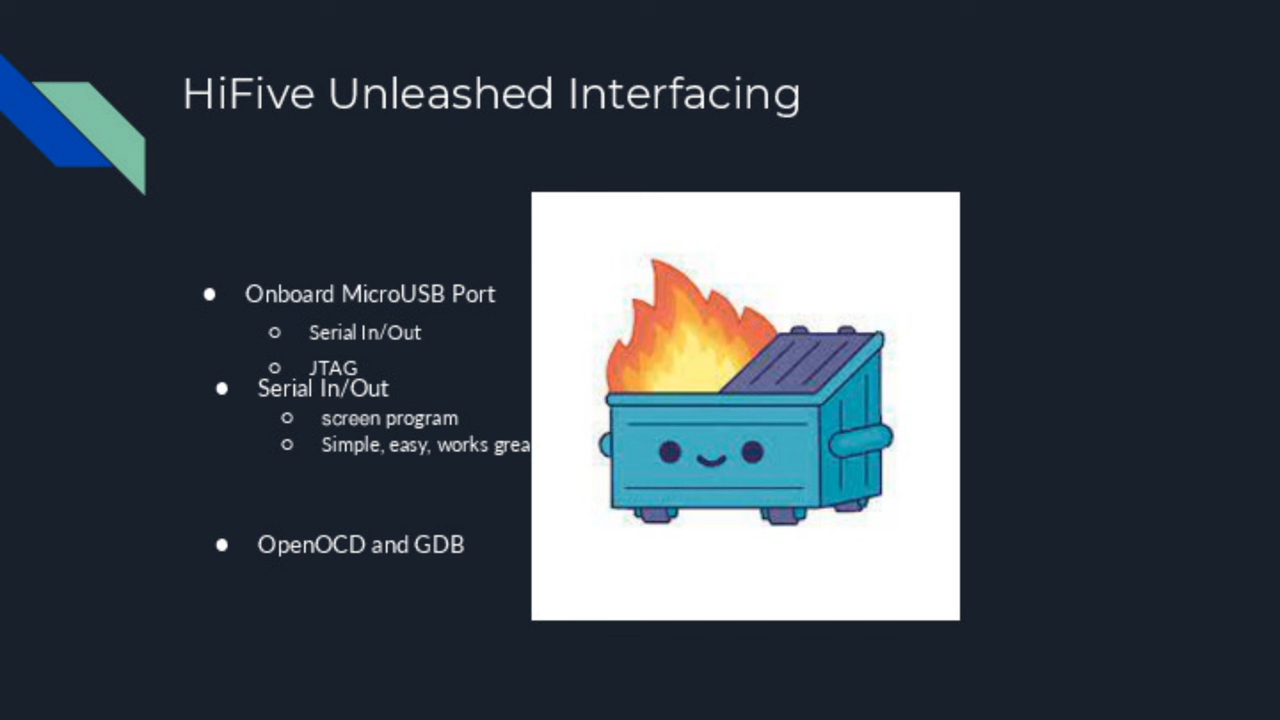 HiFive Unleashed Interfacing
Onboard MicroUSB Port
Serial In/Out
JTAG
Serial In/Out
screen program
Simple, easy, works grea
OpenOCD and GDB